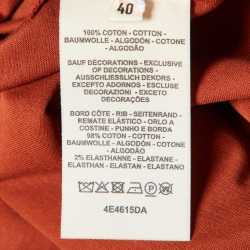 40
100% COTON - COTTON -
BAUMWOLLE - ALGODÓN - COTONE
- ALGODÃO
SAUF DÉCORATIONS - EXCLUSIVE
OF DECORATIONS -
AUSSCHLIESSLICH DEKORS -
EXCEPTO ADORNOS - ESCLUSO
DECORAZIONI - EXCETO
DECORAÇÕES
BORD CÔTE - RIB - SEITENRAND -
REMATE ELÁSTICO - ORLO A
COSTINE - PUNHO E BORDA
98% COTON - COTTON -
BAUMWOLLE - ALGODÓN - COTONE
- ALGODÃO
2% ELASTHANNE - ELASTANE -
ELASTHAN - ELASTAN - ELASTANO
P
4E4615DA